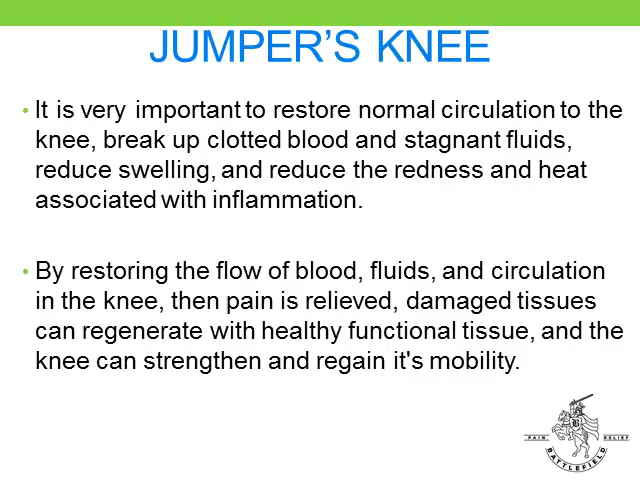 JUMPER’S KNEE
• It is very important to restore normal circulation to the
knee, break up clotted blood and stagnant fluids,
reduce swelling, and reduce the redness and heat
associated with inflammation.
• By restoring the flow of blood, fluids, and circulation
in the knee, then pain is relieved, damaged tissues
can regenerate with healthy functional tissue, and the
knee can strengthen and regain it's mobility.
B
PAIN RELIEF
BATTLEFIELD